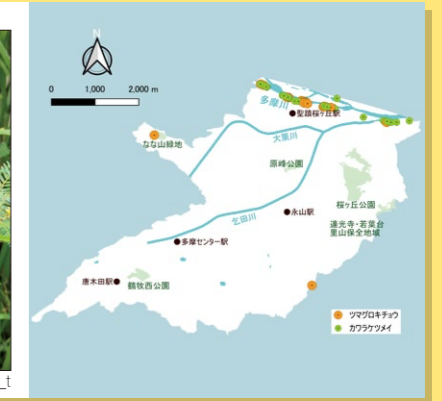 N
0 1,000 2,000 m
多摩川
聖蹟桜ヶ丘駅
大栗川
なな山緑地
原峰公園
桜ヶ丘公園
永山駅
連光寺・若葉台
里山保全地域
乞田川
多摩センター駅
唐木田駅
鶴牧西公園
ツマグロキチョウ
カワラケツメイ
_t